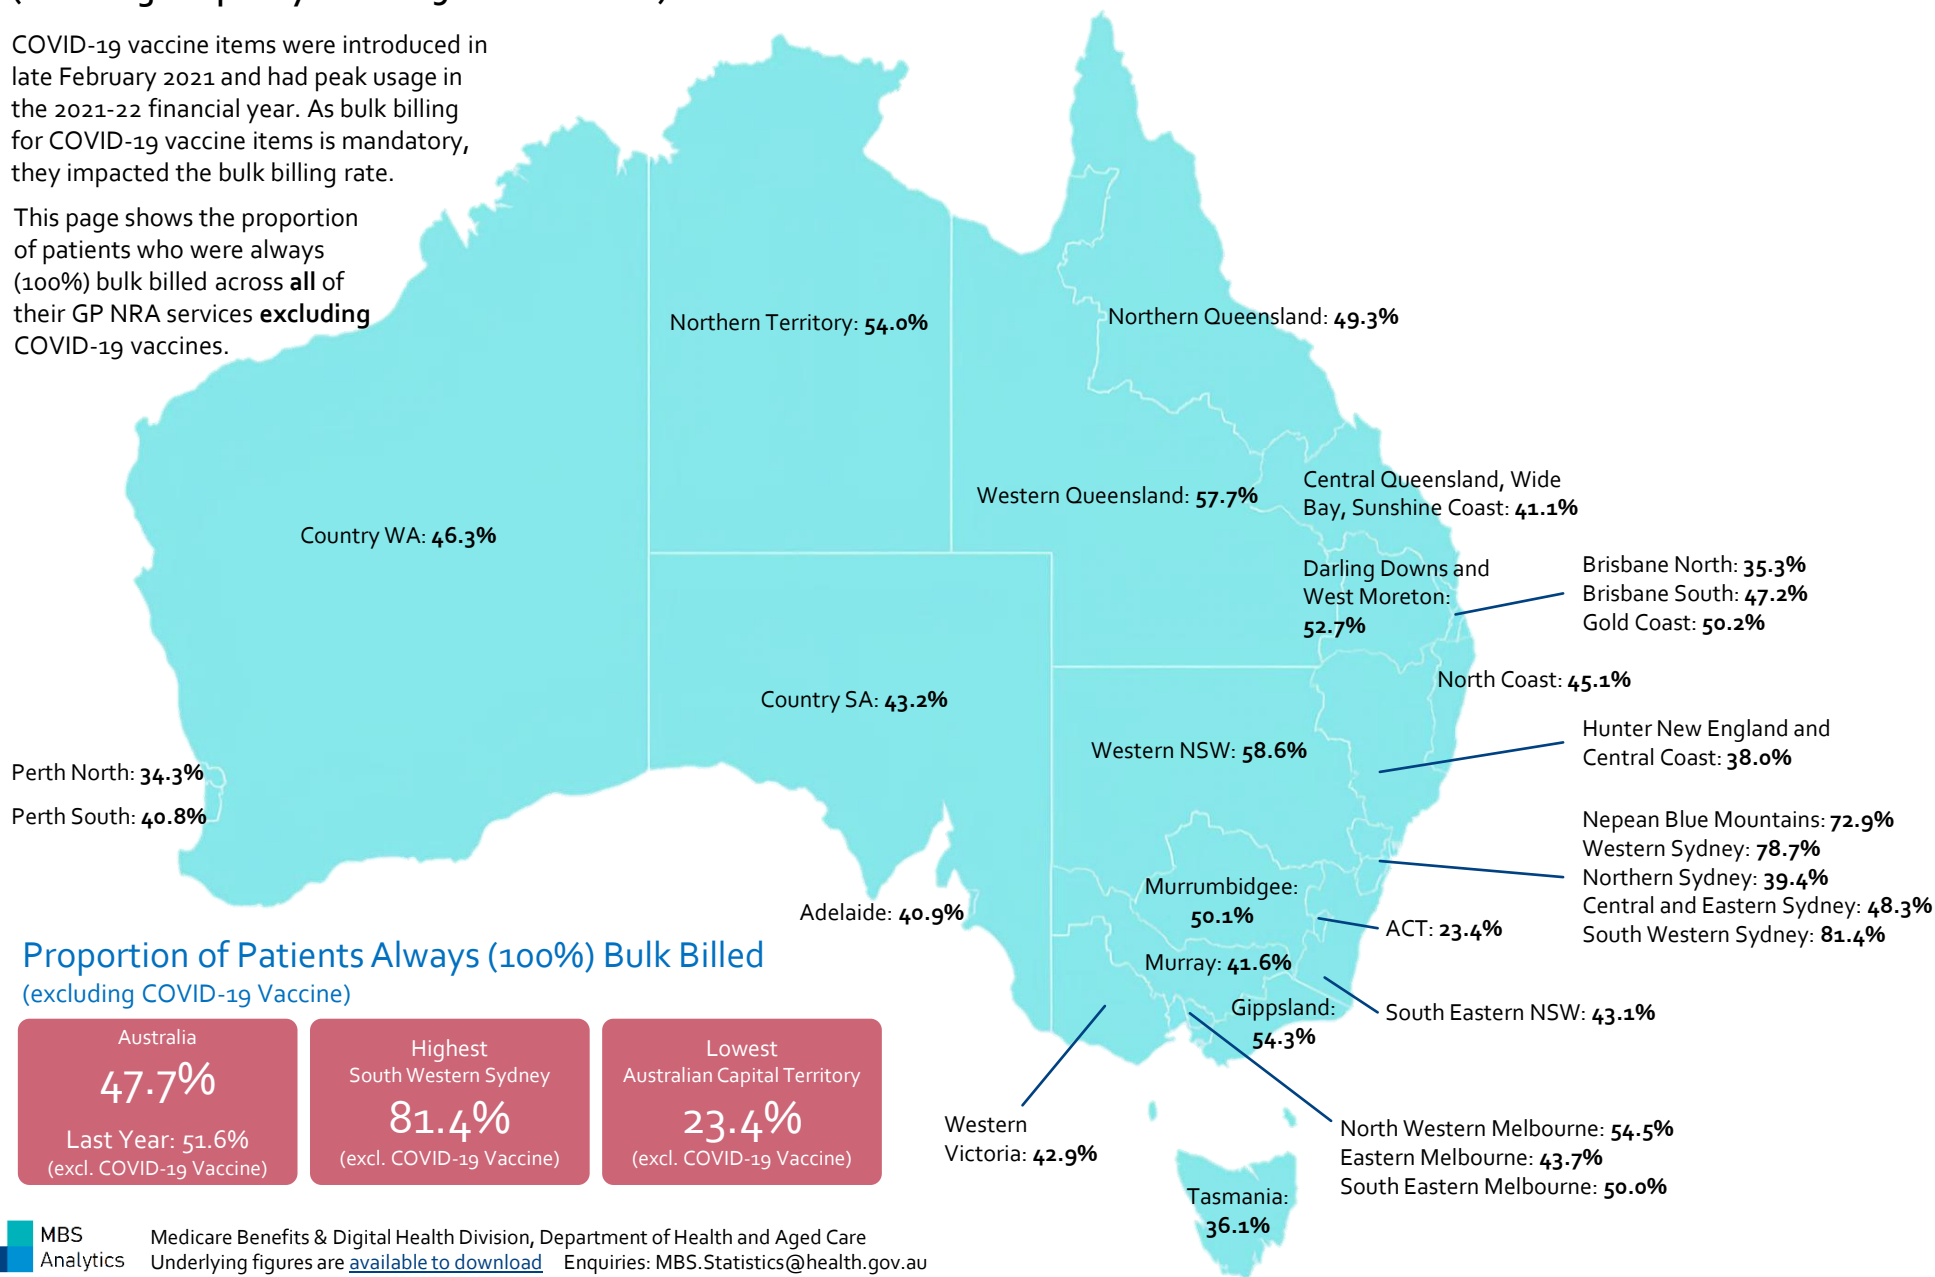 COVID-19 vaccine items were introduced in
late February 2021 and had peak usage in
the 2021-22 financial year. As bulk billing
for COVID-19 vaccine items is mandatory,
they impacted the bulk billing rate.
This page shows the proportion
of patients who were always
(100%) bulk billed across all of
their GP NRA services excluding
COVID-19 vaccines.
Northern Territory: 54.0%
Northern Queensland: 49.3%
Western Queensland: 57.7%
Central Queensland, Wide
Bay, Sunshine Coast: 41.1%
Country WA: 46.3%
Darling Downs and
West Moreton:
52.7%
Brisbane North: 35.3%
Brisbane South: 47.2%
Gold Coast: 50.2%
Country SA: 43.2%
North Coast: 45.1%
Western NSW: 58.6%
Hunter New England and
Central Coast: 38.0%
Perth North: 34.3%
Perth South: 40.8%
Nepean Blue Mountains: 72.9%
Western Sydney: 78.7%
Northern Sydney: 39.4%
Central and Eastern Sydney: 48.3%
South Western Sydney: 81.4%
Murrumbidgee:
50.1%
Adelaide: 40.9%
ACT: 23.4%
Murray: 41.6%
Gippsland:
54.3%
South Eastern NSW: 43.1%
Western
Victoria: 42.9%
North Western Melbourne: 54.5%
Eastern Melbourne: 43.7%
South Eastern Melbourne: 50.0%
Tasmania:
36.1%
Proportion of Patients Always (100%) Bulk Billed
(excluding COVID-19 Vaccine)
Australia
47.7%
Last Year: 51.6%
(excl. COVID-19 Vaccine)
Highest
South Western Sydney
81.4%
(excl. COVID-19 Vaccine)
Lowest
Australian Capital Territory
23.4%
(excl. COVID-19 Vaccine)
MBS
Analytics
Medicare Benefits & Digital Health Division, Department of Health and Aged Care
Underlying figures are available to download Enquiries: MBS.Statistics@health.gov.au